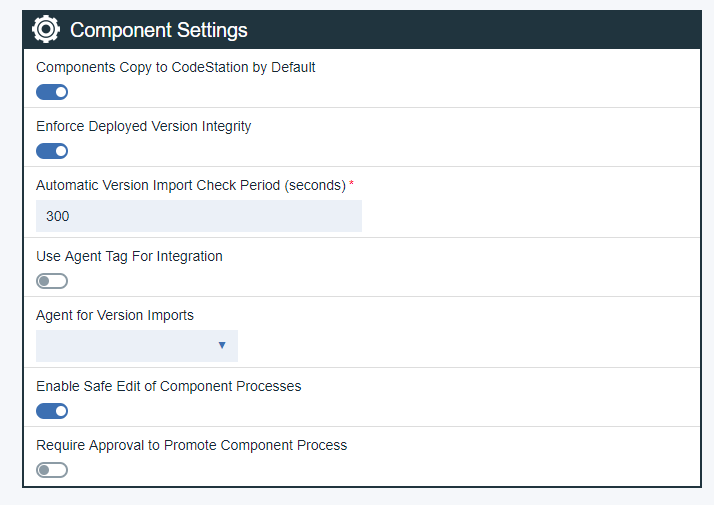 Component Settings
Components Copy to CodeStation by Default
Enforce Deployed Version Integrity
Automatic Version Import Check Period (seconds) *
300
Use Agent Tag For Integration
Agent for Version Imports
Enable Safe Edit of Component Processes
Require Approval to Promote Component Process